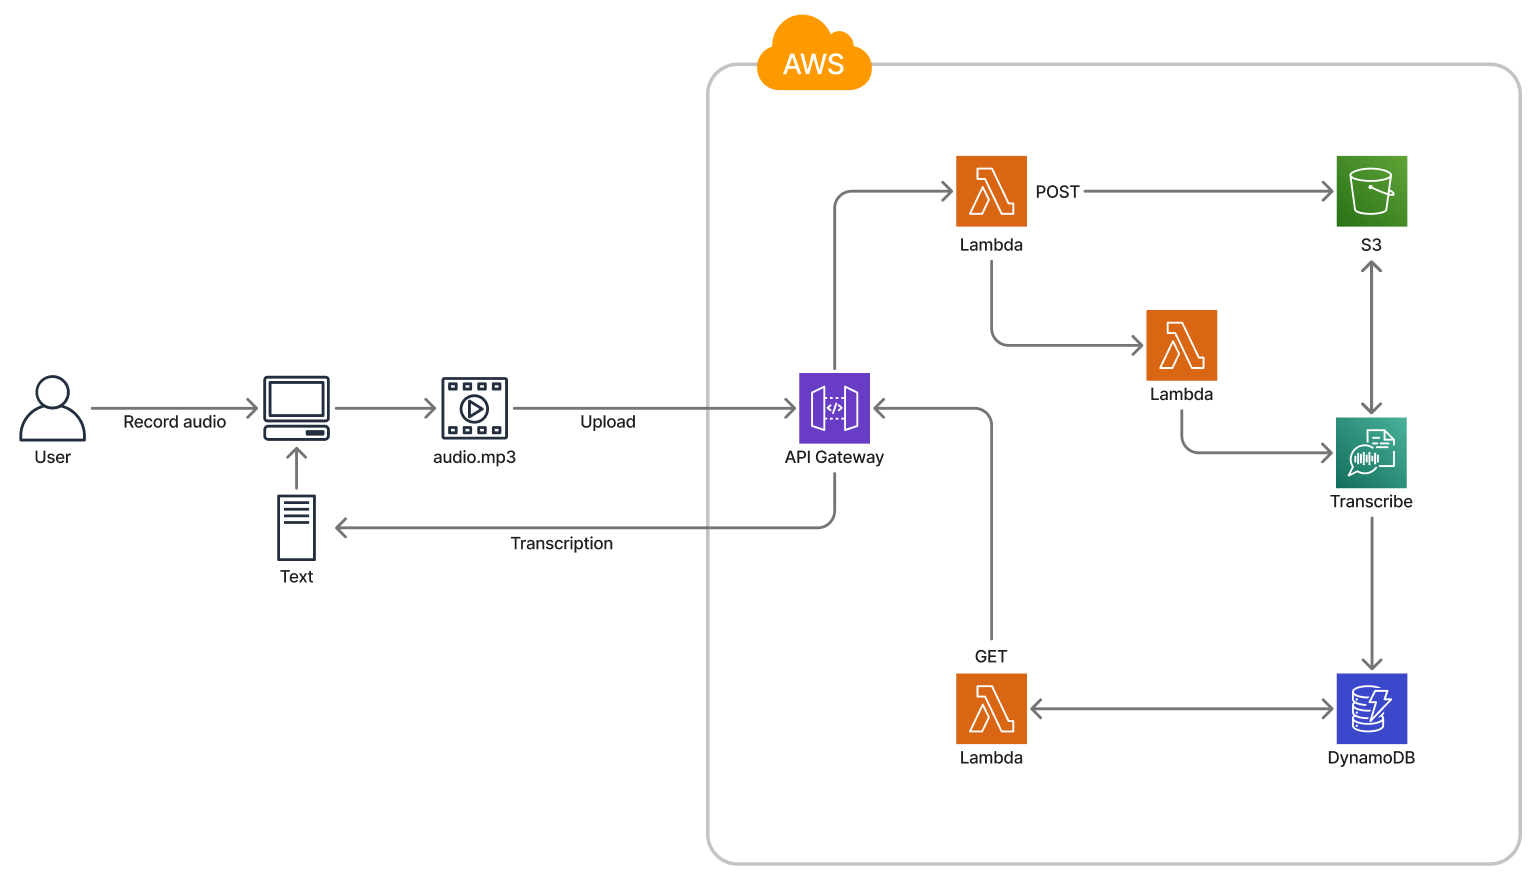 AWS
POST
Lambda
S3
Lambda
Record audio
User
audio.mp3
Upload
API Gateway
Transcribe
Transcription
Text
GET
Lambda
DynamoDB